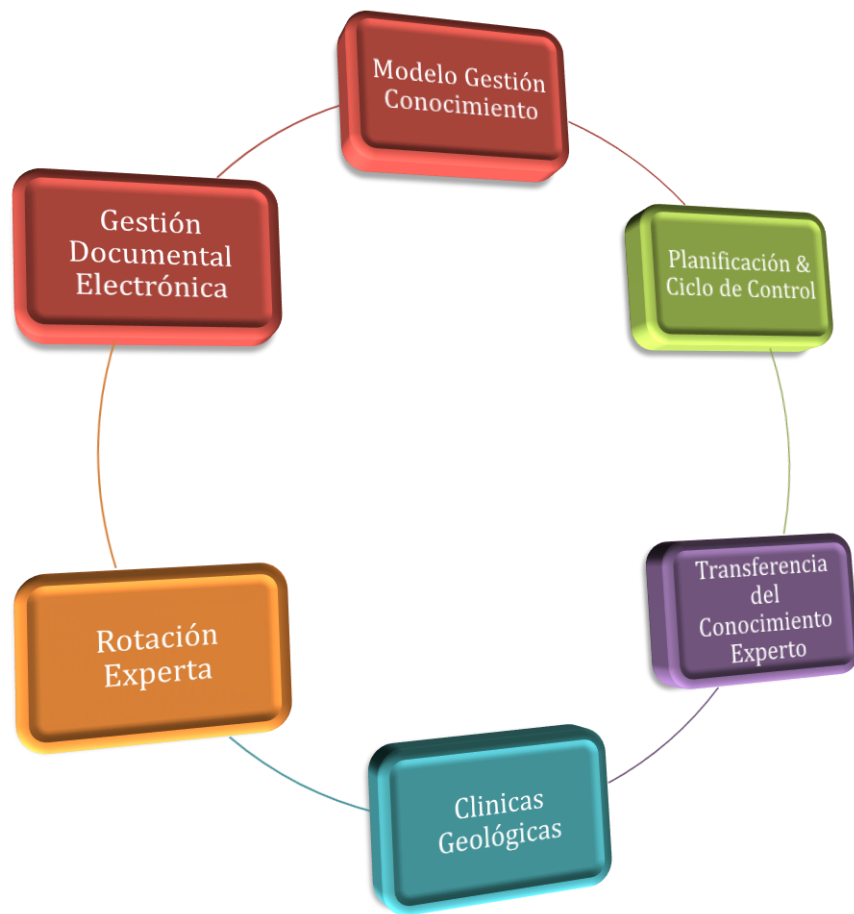 Modelo Gestión
Conocimiento
Planificación &
Ciclo de Control
Transferencia
del
Conocimiento
Experto
Clinicas
Geológicas
Rotación
Experta
Gestión
Documental
Electrónica